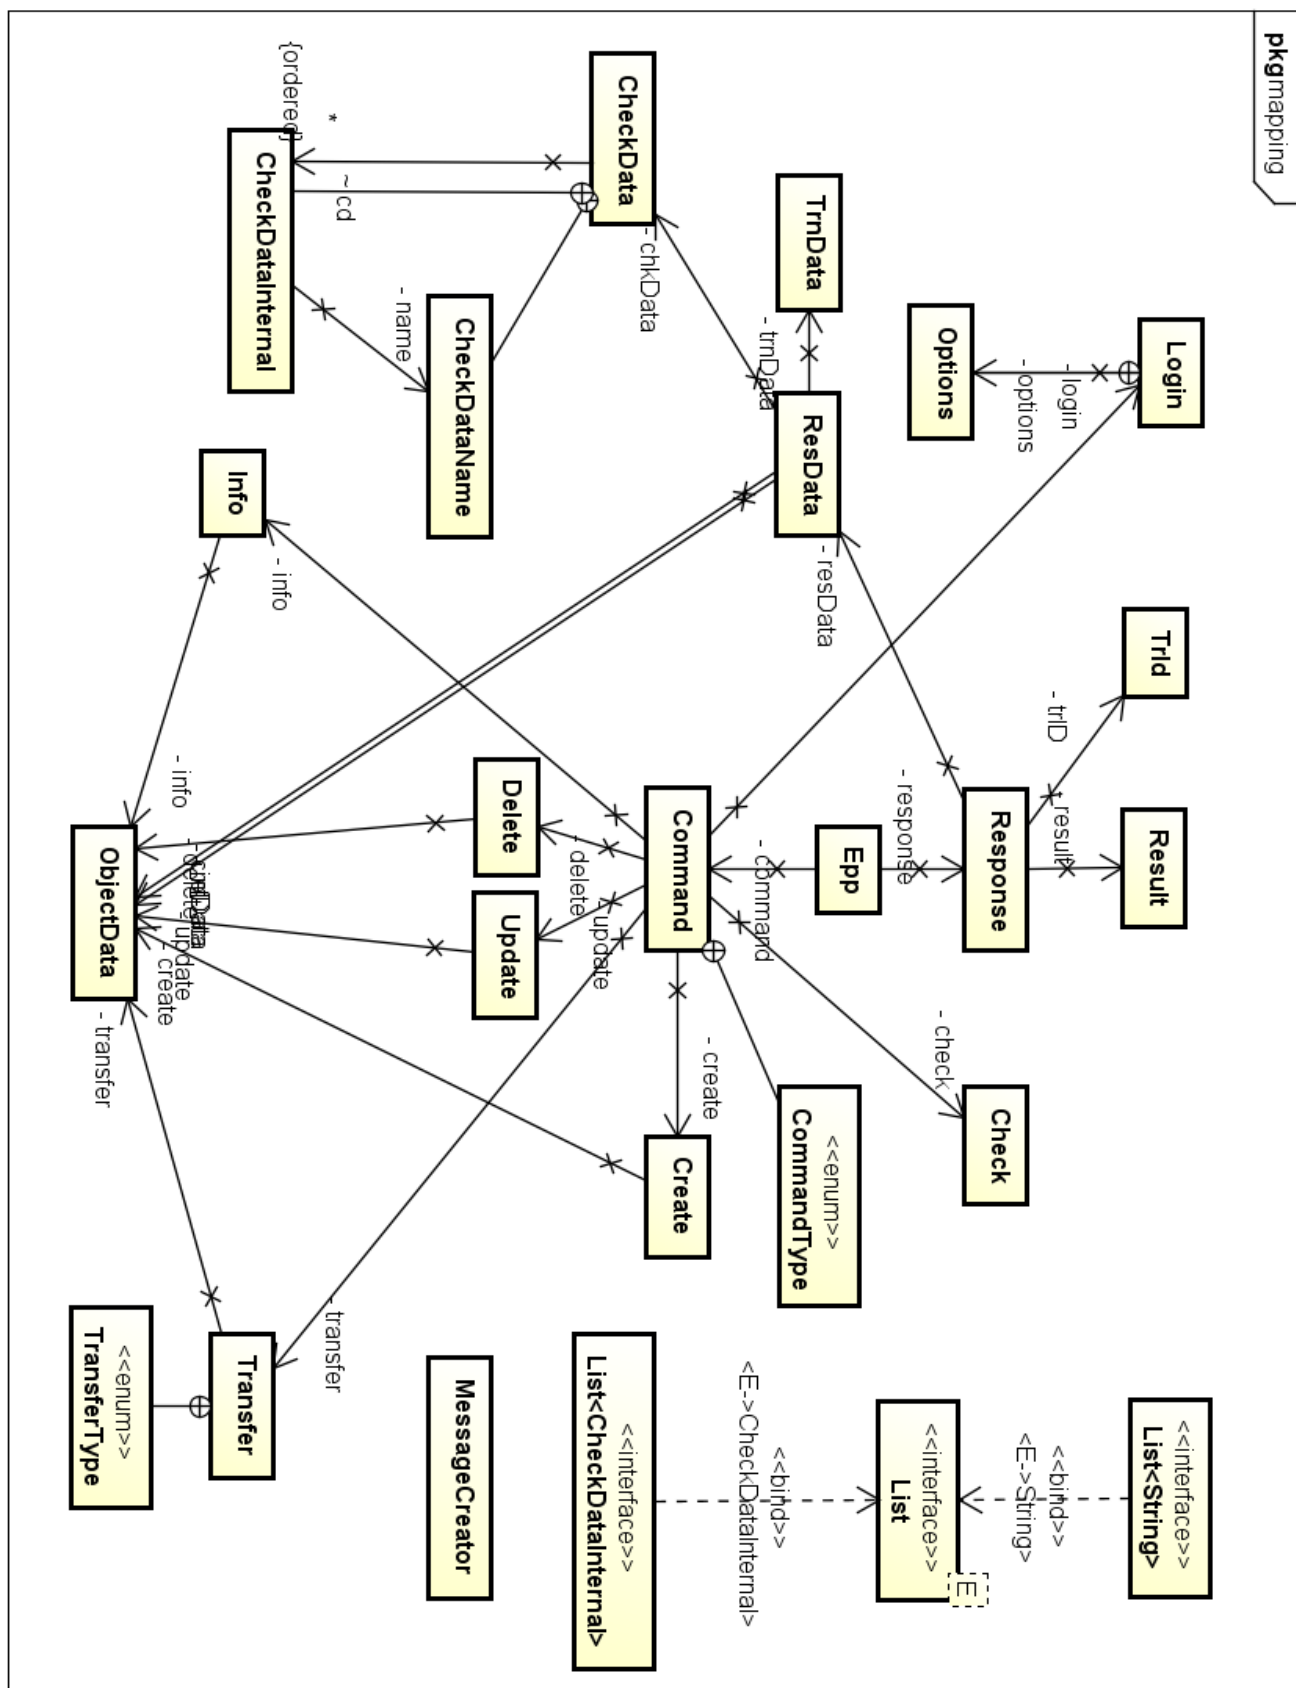 pkg mapping
Login
- login
- options
Options
TrnData
- trnData
CheckData
- chkData
{ordered}
*
~ cd
CheckDataInternal
- name
CheckDataName
ResData
- resData
Info
- info
- info
TrId
- trID
Result
- result
Response
- response
Epp
- command
Command
Delete
- delete
Update
- update
ObjectData
- update
- create
- transfer
- check
Check
- create
Create
<<enum>>
CommandType
- transfer
Transfer
<<enum>>
TransferType
MessageCreator
<<interface>>
List<String>
<<bind>>
<E->String>
<<interface>>
List
E
<<bind>>
<E->CheckDataInternal>
<<interface>>
List<CheckDataInternal>